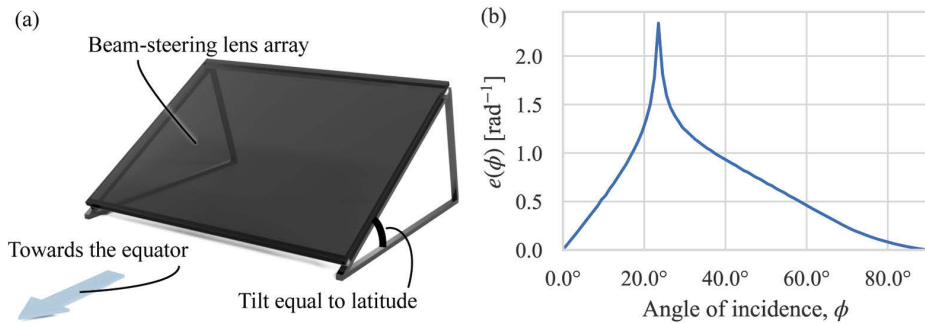 (a)
Beam-steering lens array
Towards the equator
Tilt equal to latitude
(b)
e(ϕ) [rad⁻¹]
2.0
1.5
1.0
0.5
0.0
0.0° 20.0° 40.0° 60.0° 80.0°
Angle of incidence, ϕ